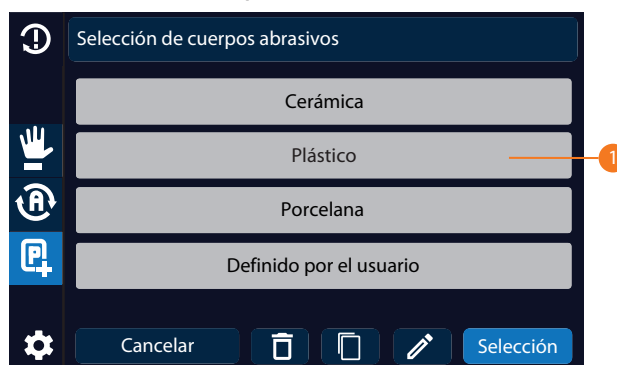 Selección de cuerpos abrasivos
Cerámica
Plástico
1
Porcelana
Definido por el usuario
Cancelar
Selección